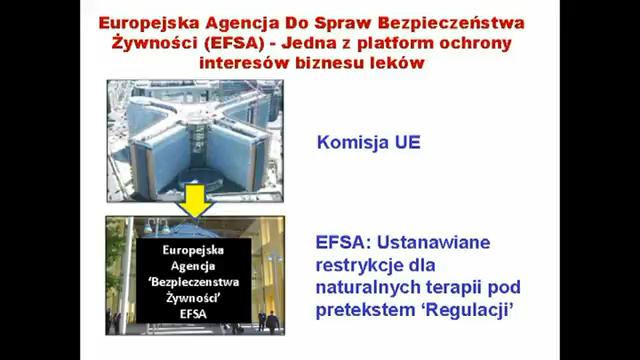 Europejska Agencja Do Spraw Bezpieczeństwa
Żywności (EFSA) - Jedna z platform ochrony
interesów biznesu leków
Komisja UE
Europejska
Agencja
‘Bezpleczenstwa
Żywności’
EFSA
EFSA: Ustanawiane
restrykcje dla
naturalnych terapii pod
pretekstem ‘Regulacji’